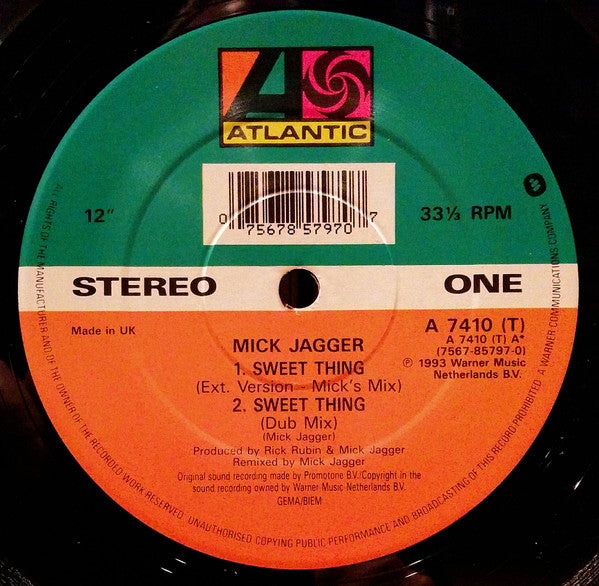 ATLANTIC
0 75678 57970 7
12"
33⅓ RPM
STEREO
ONE
Made in UK
A 7410 (T)
A 7410 (T) A*
(7567-85797-0)
℗ 1993 Warner Music
Netherlands B.V.
MICK JAGGER
1. SWEET THING
(Ext. Version - Mick's Mix)
2. SWEET THING
(Dub Mix)
(Mick Jagger)
Produced by Rick Rubin & Mick Jagger
Remixed by Mick Jagger
Original sound recording made by Promotone B.V./Copyright in the
sound recording owned by Warner Music Netherlands B.V.
GEMA/BIEM
ALL RIGHTS OF THE MANUFACTURER AND OF THE OWNER OF THE RECORDED WORK RESERVED. UNAUTHORISED COPYING PUBLIC PERFORMANCE AND BROADCASTING OF THIS RECORD PROHIBITED. A WARNER COMMUNICATIONS COMPANY